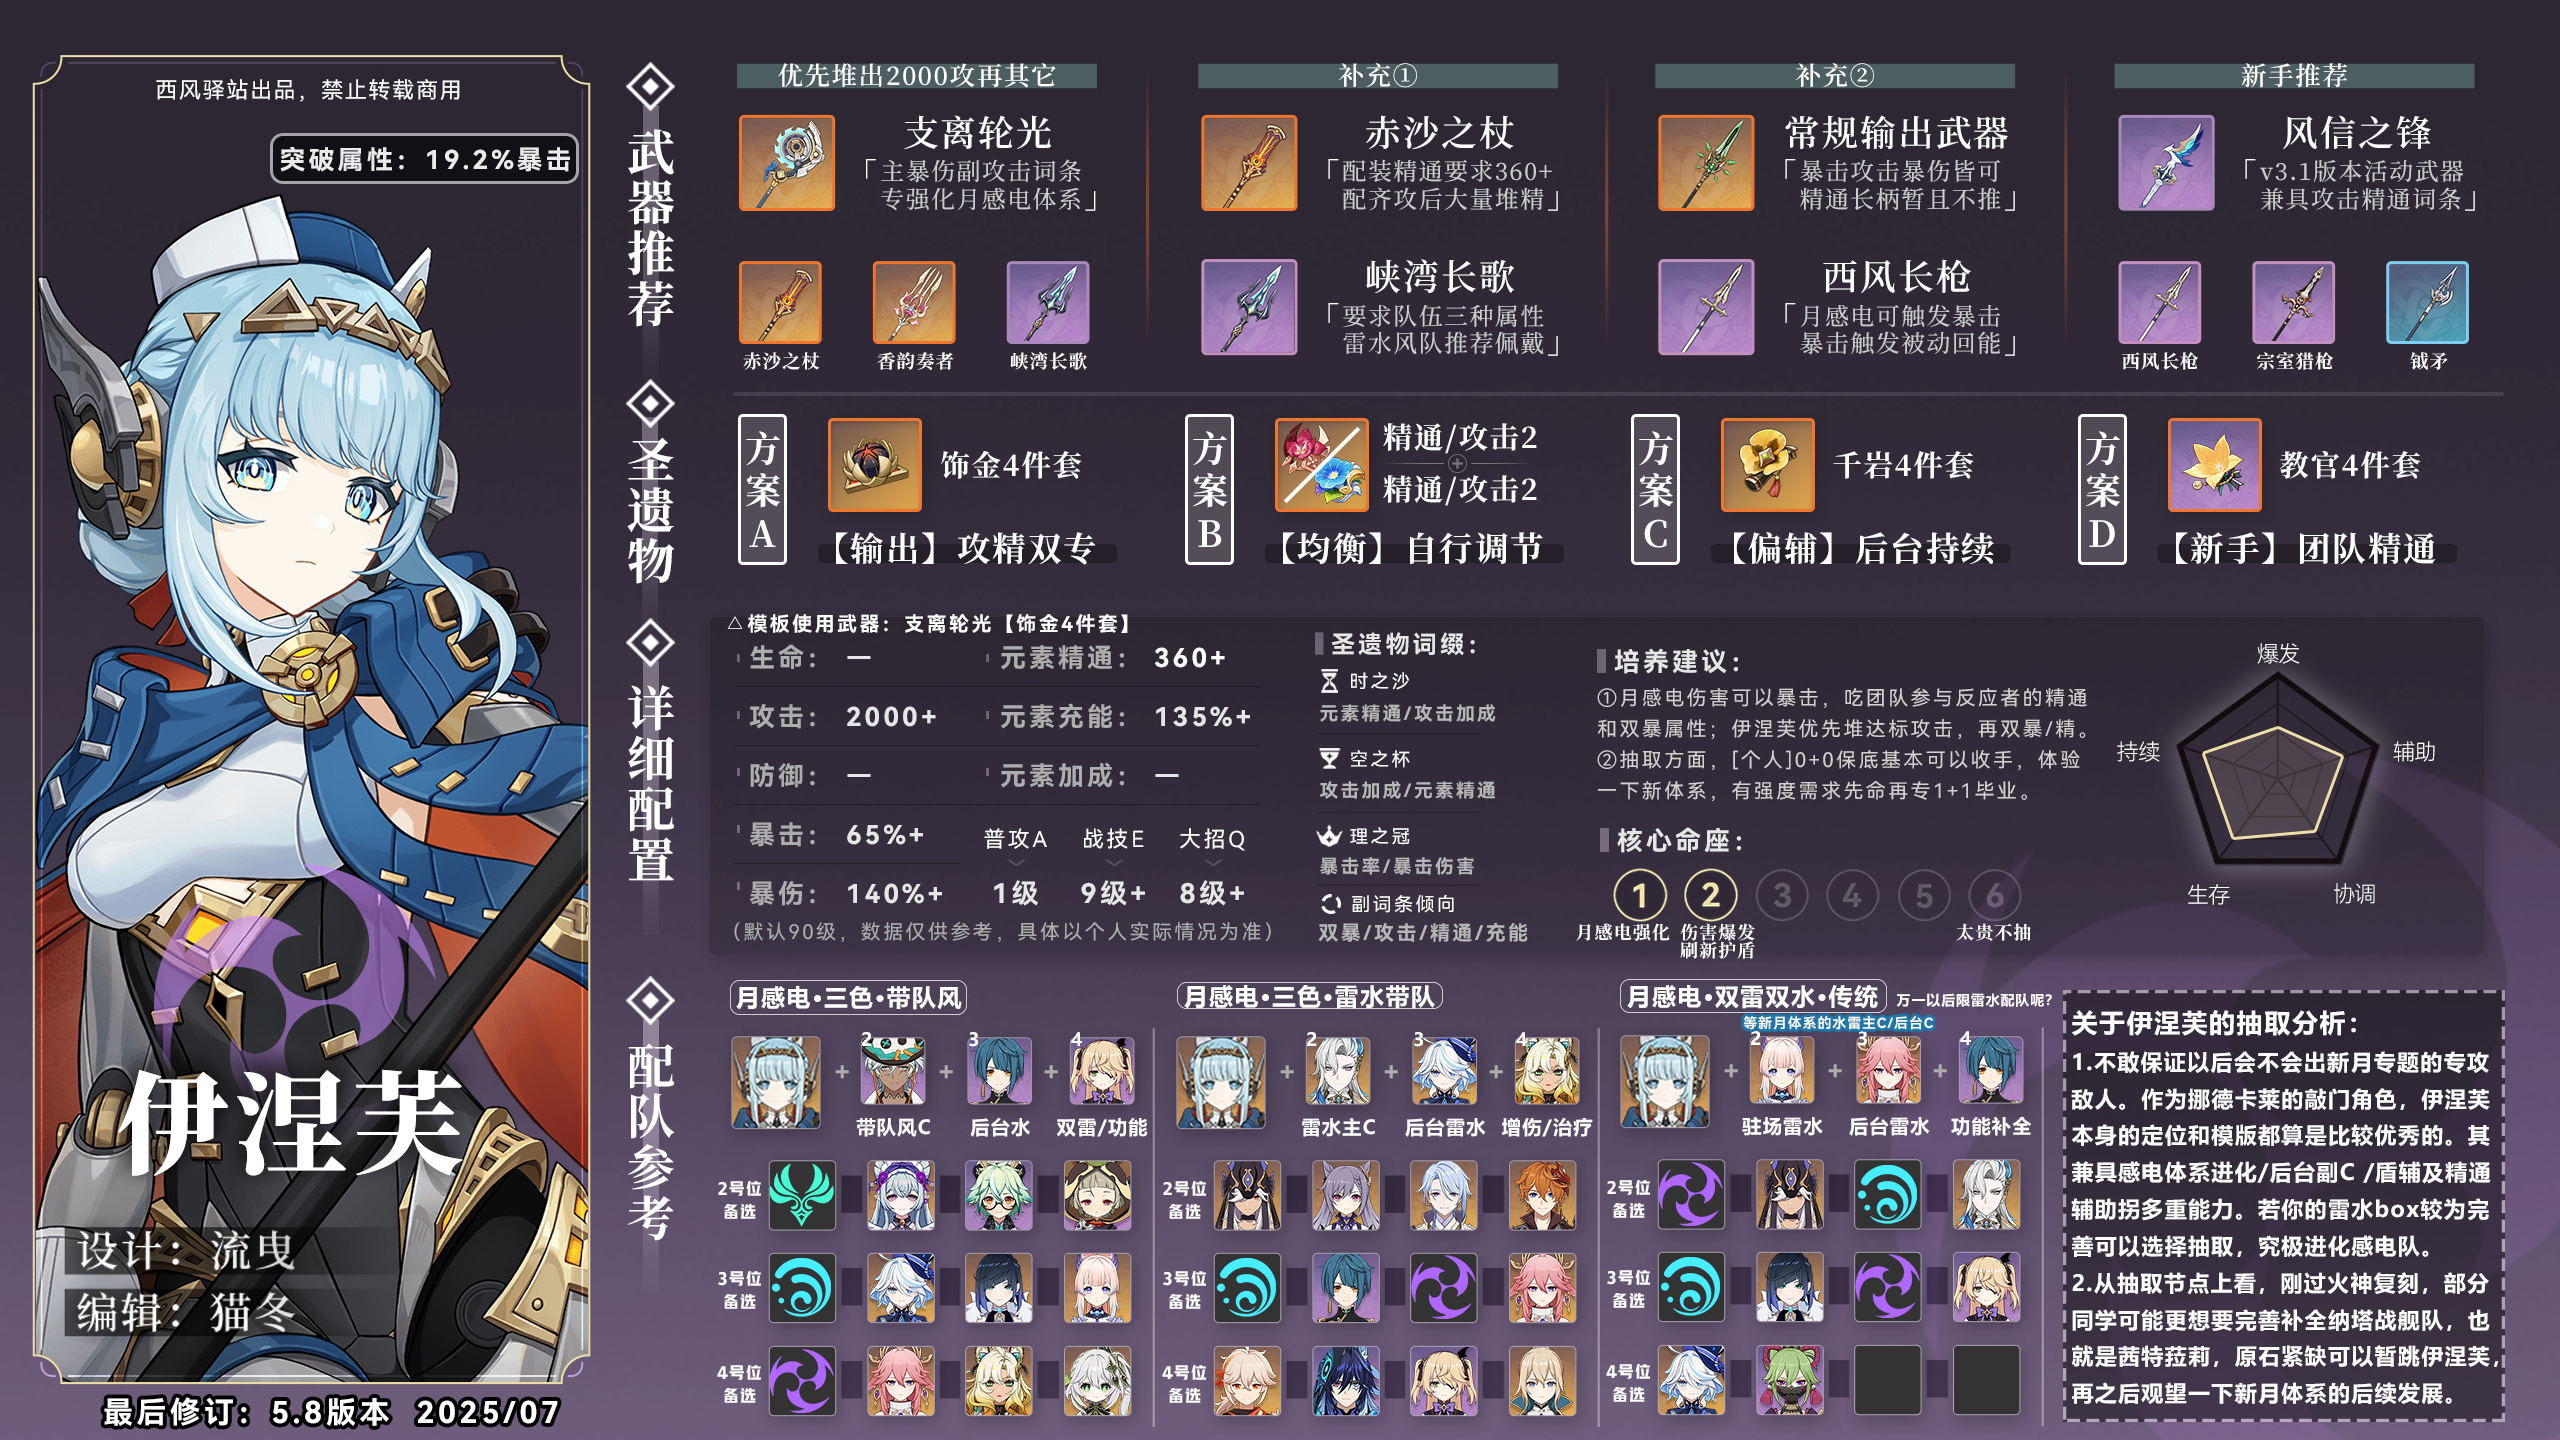 西风驿站出品，禁止转载商用
突破属性：19.2%暴击
伊涅芙
设计：流曳
编辑：猫冬
最后修订：5.8版本 2025/07
武器推荐
优先堆出2000攻再其它
支离轮光
「主暴伤副攻击词条
专强化月感电体系」
赤沙之杖
香韵奏者
峡湾长歌
补充①
赤沙之杖
「配装精通要求360+
配齐攻后大量堆精」
峡湾长歌
「要求队伍三种属性
雷水风队推荐佩戴」
补充②
常规输出武器
「暴击攻击暴伤皆可
精通长柄暂且不推」
西风长枪
「月感电可触发暴击
暴击触发被动回能」
新手推荐
风信之锋
「v3.1版本活动武器
兼具攻击精通词条」
西风长枪
宗室猎枪
钺矛
圣遗物
方案A
饰金4件套
【输出】攻精双专
方案B
精通/攻击2
精通/攻击2
【均衡】自行调节
方案C
千岩4件套
【偏辅】后台持续
方案D
教官4件套
【新手】团队精通
详细配置
△模板使用武器：支离轮光【饰金4件套】
生命： —
元素精通： 360+
攻击： 2000+
元素充能： 135%+
防御： —
元素加成： —
暴击： 65%+
普攻A 战技E 大招Q
暴伤： 140%+
1级 9级+ 8级+
（默认90级，数据仅供参考，具体以个人实际情况为准）
圣遗物词缀：
时之沙
元素精通/攻击加成
空之杯
攻击加成/元素精通
理之冠
暴击率/暴击伤害
副词条倾向
双暴/攻击/精通/充能
培养建议：
①月感电伤害可以暴击，吃团队参与反应者的精通
和双暴属性；伊涅芙优先堆达标攻击，再双暴/精。
②抽取方面，[个人]0+0保底基本可以收手，体验
一下新体系，有强度需求先命再专1+1毕业。
核心命座：
1 2 3 4 5 6
月感电强化
伤害爆发
刷新护盾
太贵不抽
爆发
辅助
协调
生存
持续
配队参考
月感电·三色·带队风
2 3 4
+ + +
带队风C 后台水 双雷/功能
2号位
备选
3号位
备选
4号位
备选
月感电·三色·雷水带队
2 3 4
+ + +
雷水主C 后台雷水 增伤/治疗
2号位
备选
3号位
备选
4号位
备选
月感电·双雷双水·传统
万一以后限雷水配队呢？
等新月体系的水雷主C/后台C
2 3 4
+ + +
驻场雷水 后台雷水 功能补全
2号位
备选
3号位
备选
4号位
备选
关于伊涅芙的抽取分析：
1.不敢保证以后会不会出新月专题的专攻
敌人。作为挪德卡莱的敲门角色，伊涅芙
本身的定位和模版都算是比较优秀的。其
兼具感电体系进化/后台副C /盾辅及精通
辅助拐多重能力。若你的雷水box较为完
善可以选择抽取，究极进化感电队。
2.从抽取节点上看，刚过火神复刻，部分
同学可能更想要完善补全纳塔战舰队，也
就是茜特菈莉，原石紧缺可以暂跳伊涅芙，
再之后观望一下新月体系的后续发展。